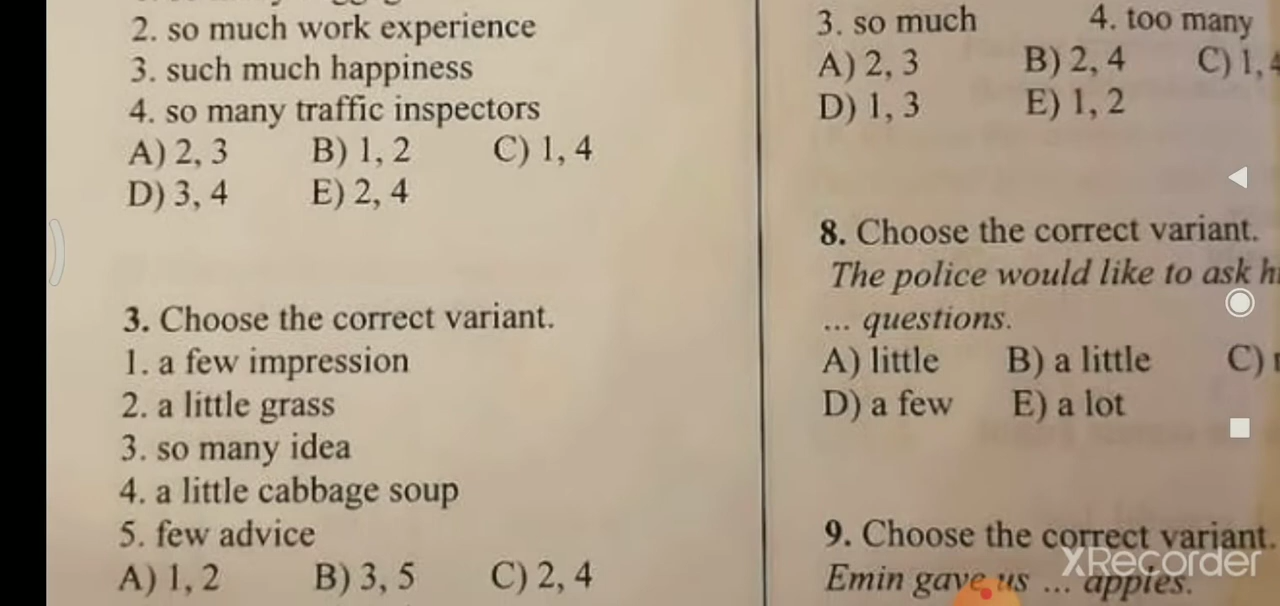 2. so much work experience
3. such much happiness
4. so many traffic inspectors
A) 2, 3 B) 1, 2 C) 1, 4
D) 3, 4 E) 2, 4
3. Choose the correct variant.
1. a few impression
2. a little grass
3. so many idea
4. a little cabbage soup
5. few advice
A) 1, 2 B) 3, 5 C) 2, 4
3. so much 4. too many
A) 2, 3 B) 2, 4 C) 1, 4
D) 1, 3 E) 1, 2
8. Choose the correct variant.
The police would like to ask
... questions.
A) little B) a little C)
D) a few E) a lot
9. Choose the correct variant.
Emin gave us ... apples.
XRecorder